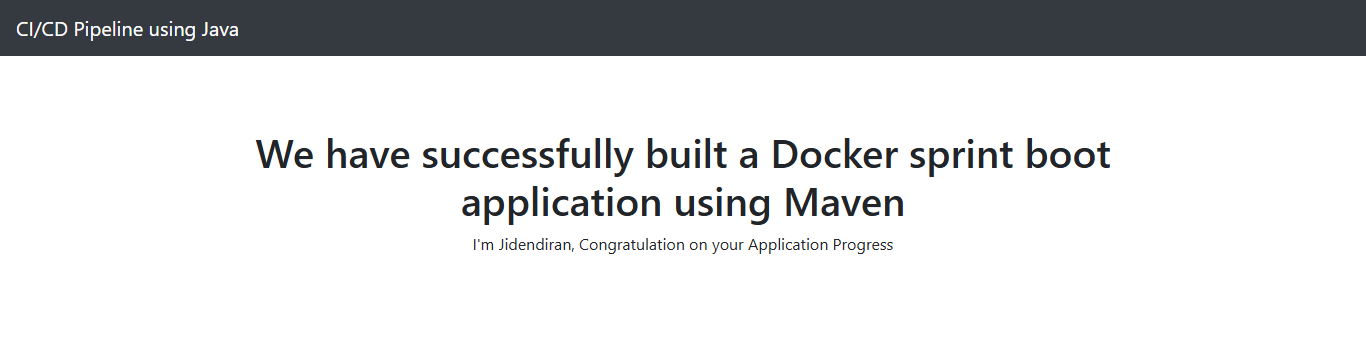 CI/CD Pipeline using Java
We have successfully built a Docker sprint boot
application using Maven
I'm Jidendiran, Congratulation on your Application Progress